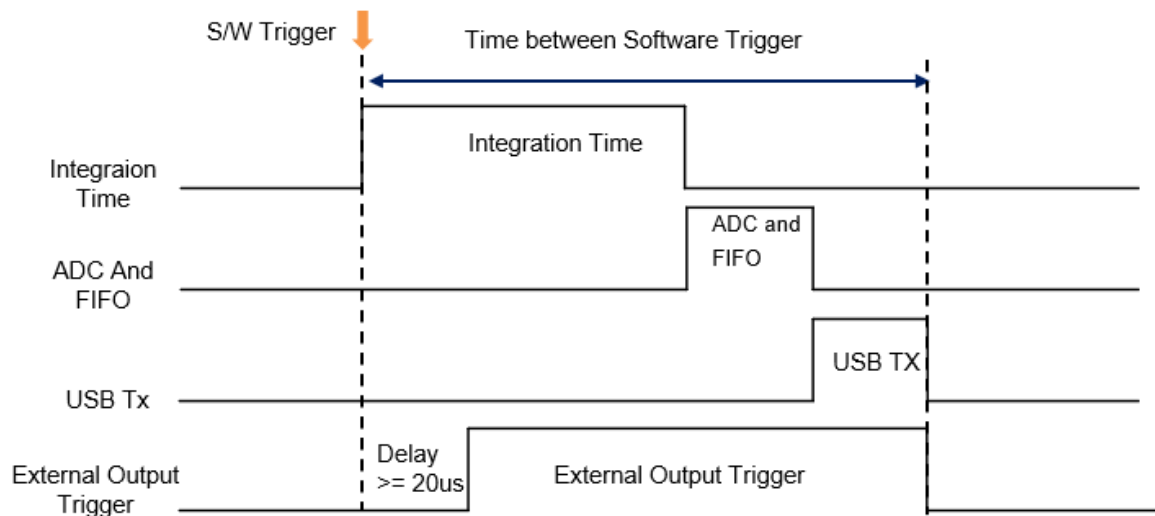 S/W Trigger
Time between Software Trigger
Integration Time
Integraion
Time
ADC and
FIFO
ADC And
FIFO
USB TX
USB Tx
Delay
>= 20us
External Output Trigger
External Output
Trigger